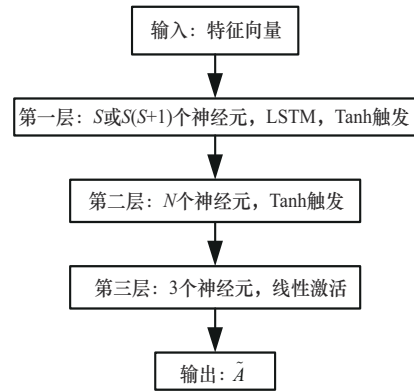 输入：特征向量
第一层：S或S(S+1)个神经元，LSTM，Tanh触发
第二层：N个神经元，Tanh触发
第三层：3个神经元，线性激活
输出：Ã